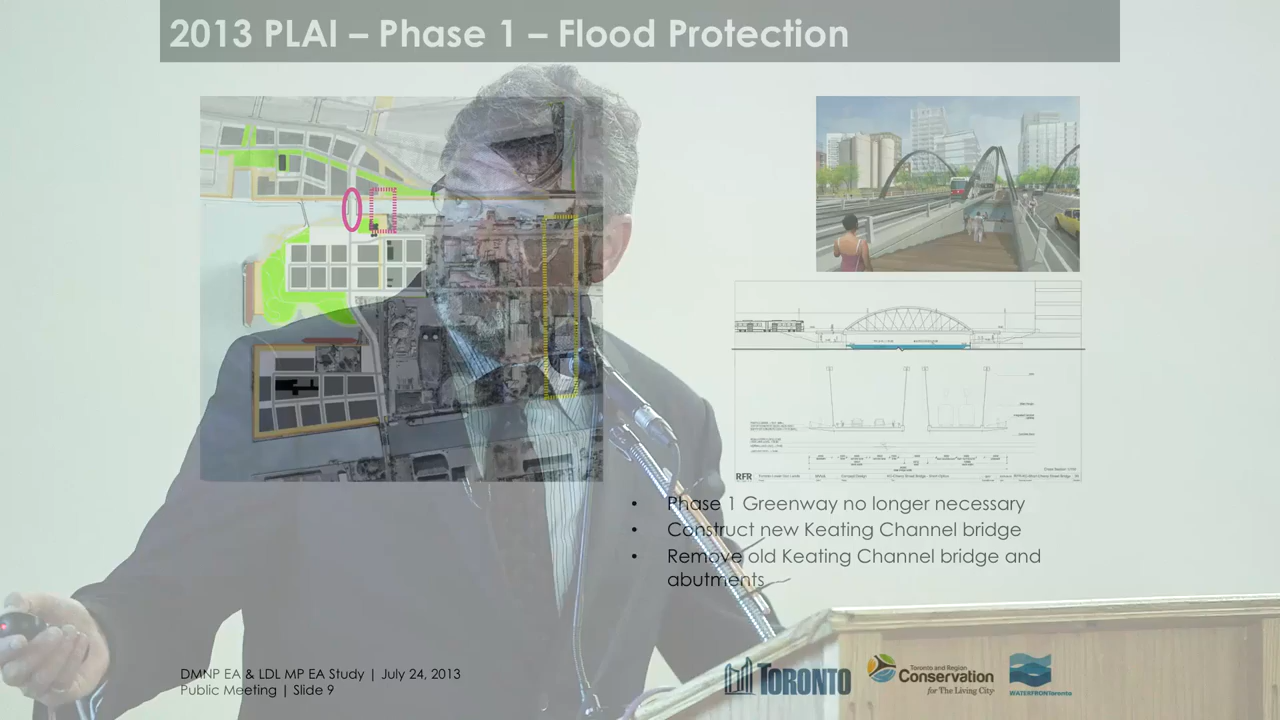 2013 PLAI – Phase 1 – Flood Protection
RFR
• Phase 1 Greenway no longer necessary
• Construct new Keating Channel bridge
• Remove old Keating Channel bridge and
abutments
DMNP EA & LDL MP EA Study | July 24, 2013
Public Meeting | Slide 9
TORONTO
Toronto and Region
Conservation
for The Living City
WATERFRONToronto